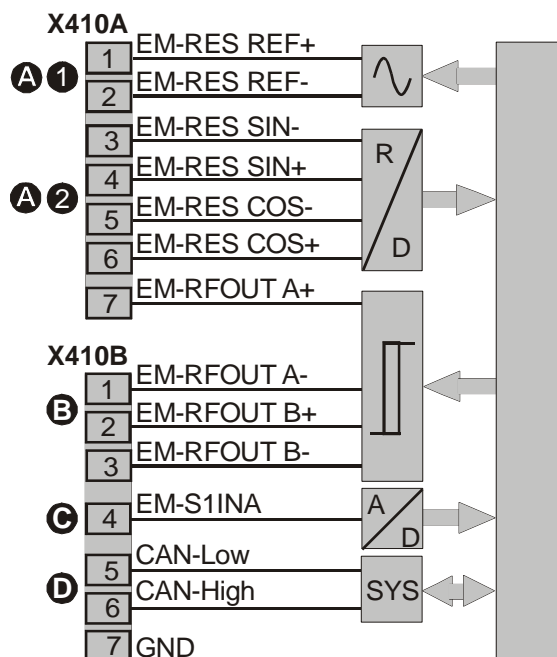 X410A
A 1
1 EM-RES REF+
2 EM-RES REF-
A 2
3 EM-RES SIN-
4 EM-RES SIN+
5 EM-RES COS-
6 EM-RES COS+
R
D
7 EM-RFOUT A+
X410B
B
1 EM-RFOUT A-
2 EM-RFOUT B+
3 EM-RFOUT B-
C
4 EM-S1INA
A
D
D
5 CAN-Low
6 CAN-High
SYS
7 GND